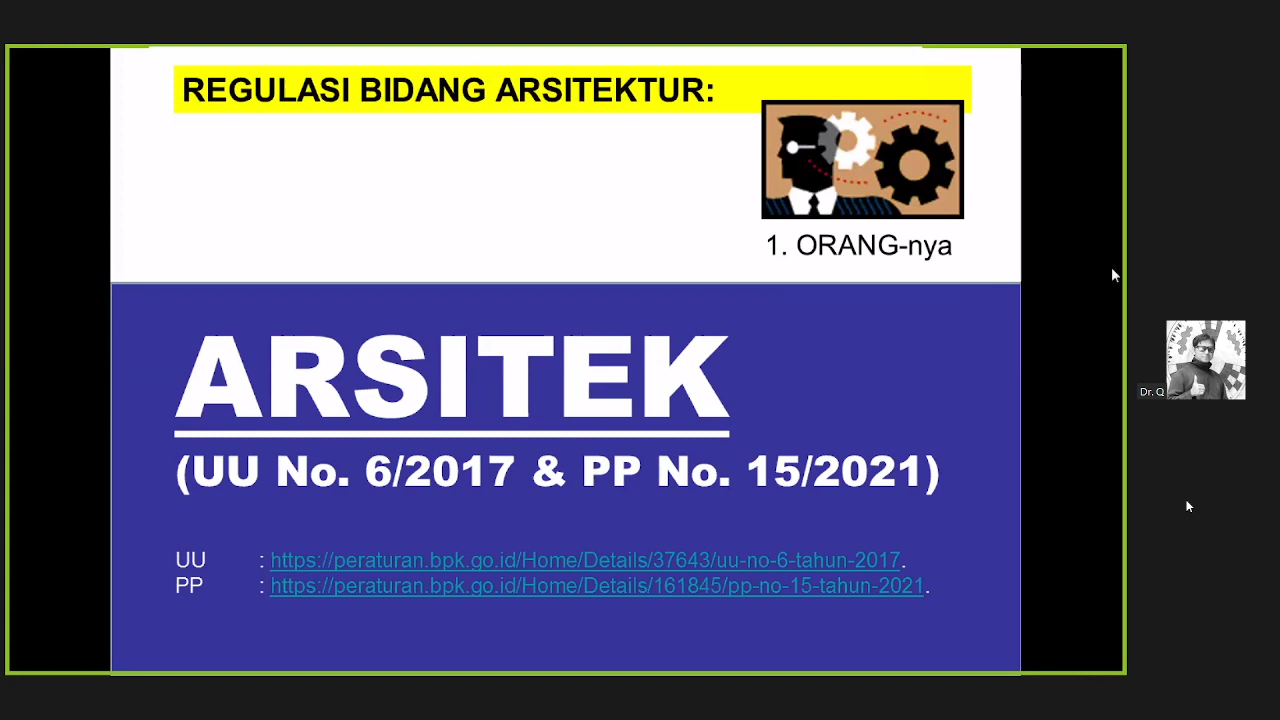 REGULASI BIDANG ARSITEKTUR:
1. ORANG-nya
ARSITEK
(UU No. 6/2017 & PP No. 15/2021)
UU : https://peraturan.bpk.go.id/Home/Details/37643/uu-no-6-tahun-2017.
PP : https://peraturan.bpk.go.id/Home/Details/161845/pp-no-15-tahun-2021.
Dr. Q